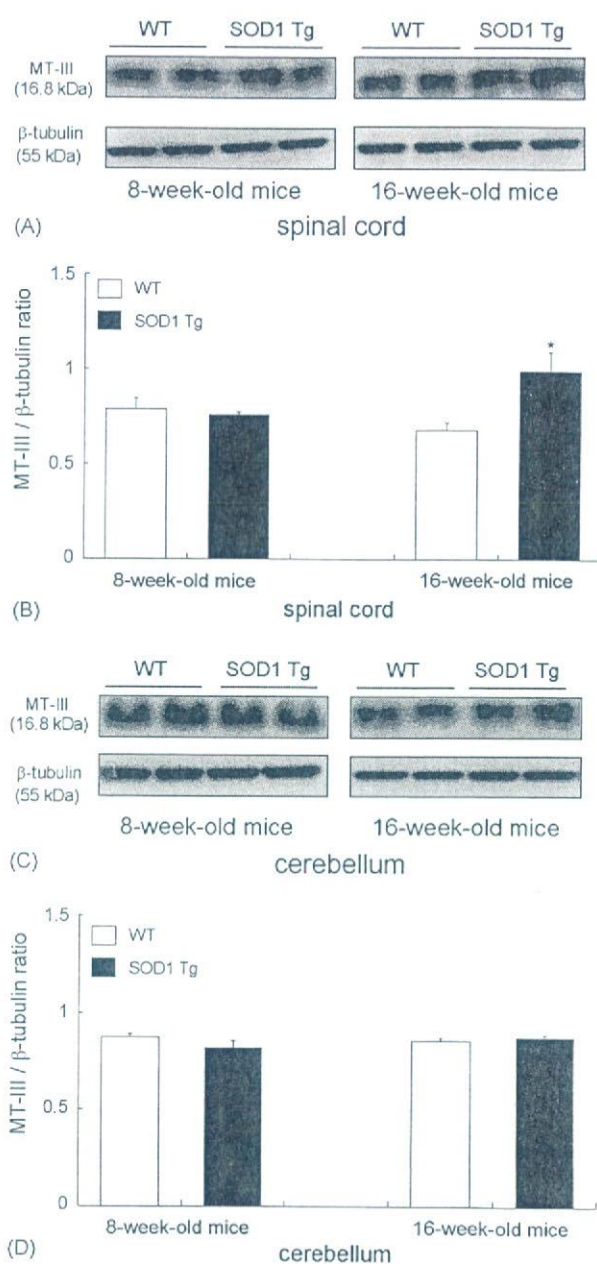 WT SOD1 Tg WT SOD1 Tg
MT-III
(16.8 kDa)
β-tubulin
(55 kDa)
8-week-old mice 16-week-old mice
(A) spinal cord
1.5
WT
SOD1 Tg
1
*
0.5
0
MT-III / β-tubulin ratio
8-week-old mice 16-week-old mice
(B) spinal cord
WT SOD1 Tg WT SOD1 Tg
MT-III
(16.8 kDa)
β-tubulin
(55 kDa)
8-week-old mice 16-week-old mice
(C) cerebellum
1.5
WT
SOD1 Tg
1
0.5
0
MT-III / β-tubulin ratio
8-week-old mice 16-week-old mice
(D) cerebellum